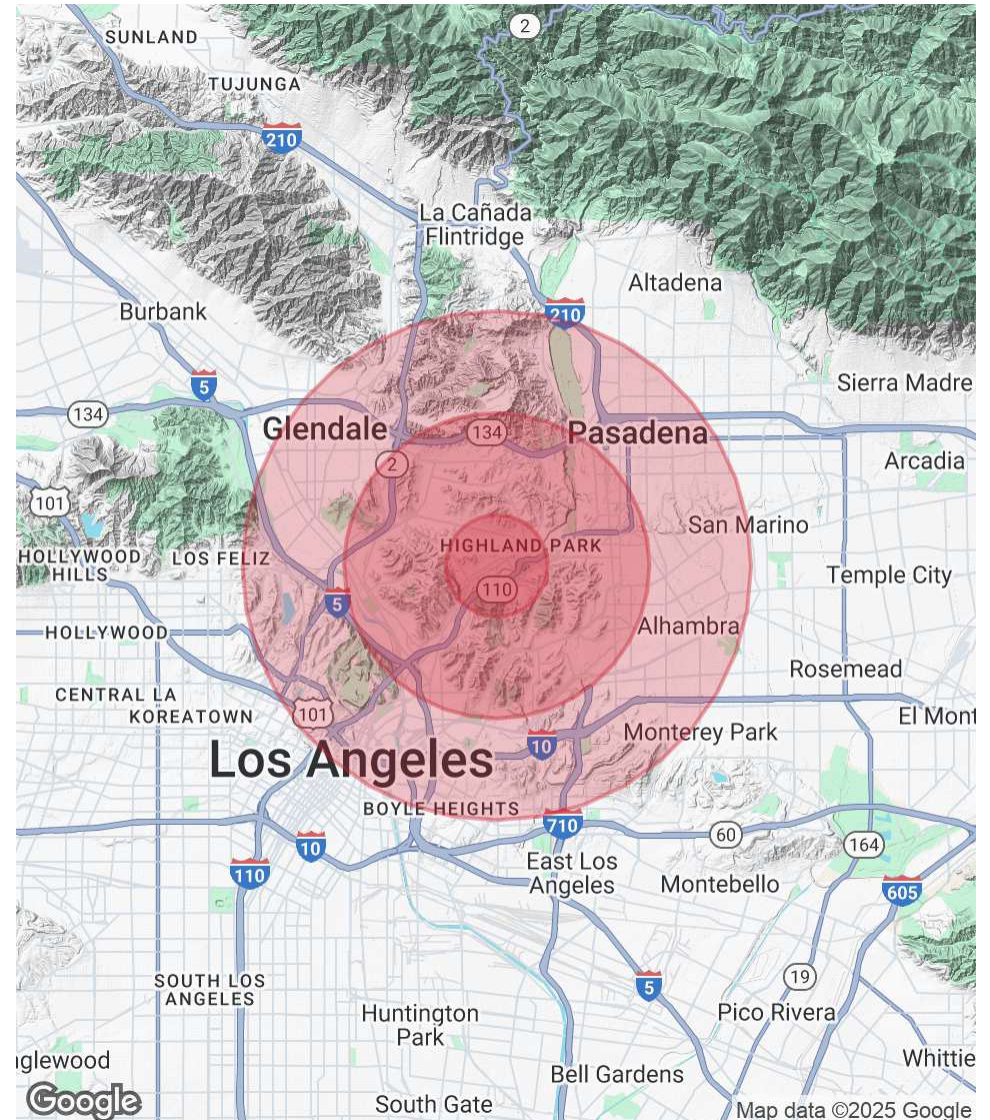 2
SUNLAND
TUJUNGA
210
La Cañada
Flintridge
Altadena
Burbank
210
5
Sierra Madre
134
Glendale
134
Pasadena
2
Arcadia
101
San Marino
HIGHLAND PARK
HOLLYWOOD
HILLS
LOS FELIZ
Temple City
110
5
HOLLYWOOD
Alhambra
Rosemead
CENTRAL LA
KOREATOWN
101
El Mont
Monterey Park
10
Los Angeles
BOYLE HEIGHTS
710
60
10
164
110
East Los
Angeles
Montebello
605
SOUTH LOS
ANGELES
19
5
Huntington
Park
Pico Rivera
nglewood
Whittie
Bell Gardens
Google
South Gate
Map data ©2025 Google